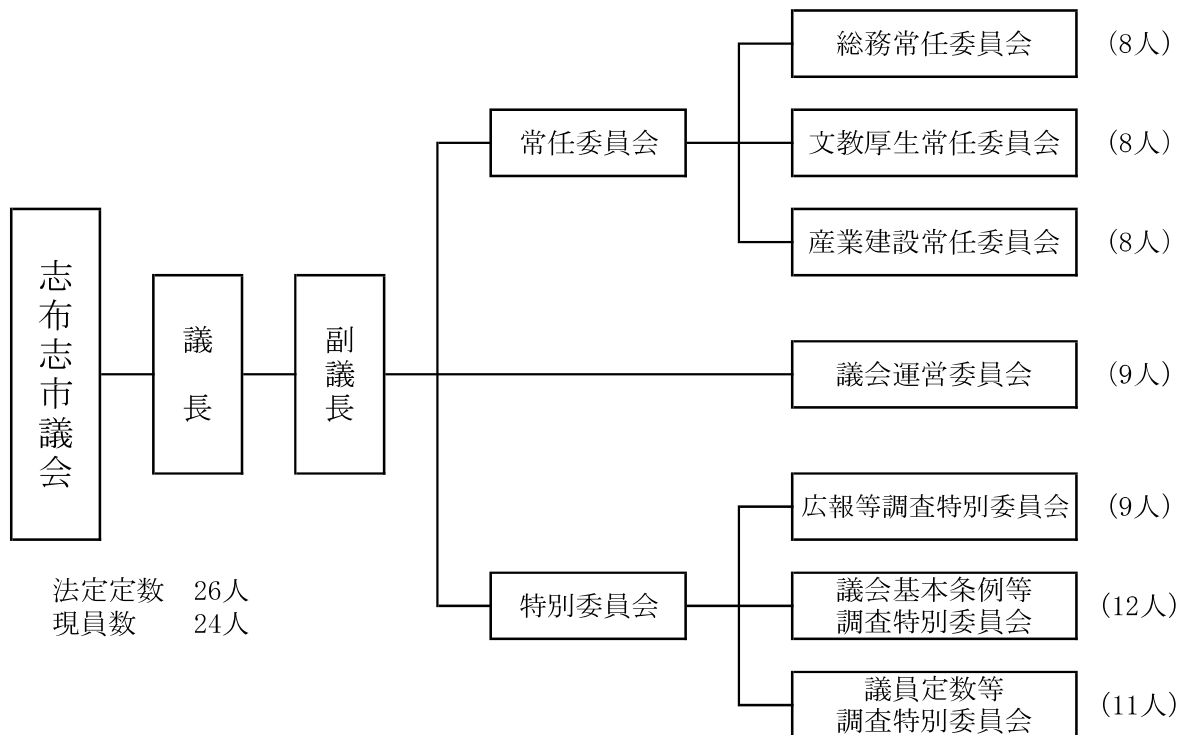 志布志市議会
議長
副議長
常任委員会
総務常任委員会 (8人)
文教厚生常任委員会 (8人)
産業建設常任委員会 (8人)
議会運営委員会 (9人)
特別委員会
広報等調査特別委員会 (9人)
議会基本条例等
調査特別委員会 (12人)
議員定数等
調査特別委員会 (11人)
法定定数 26人
現員数 24人